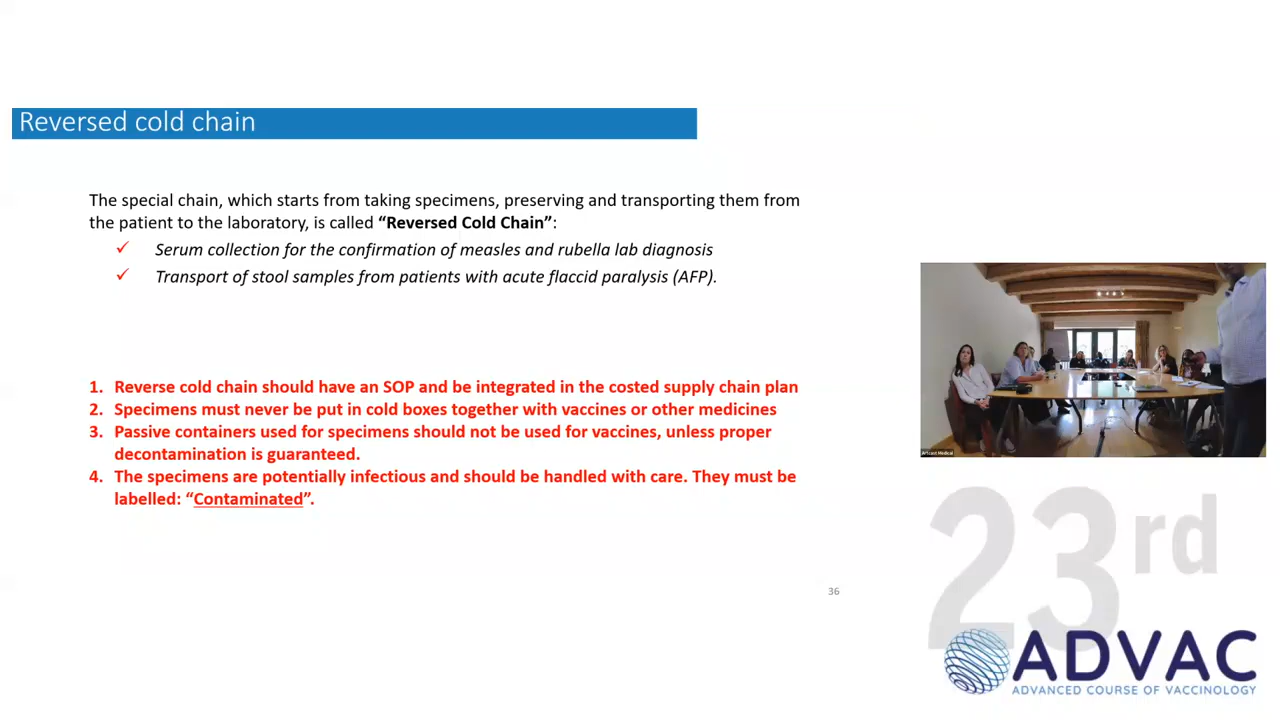 Reversed cold chain
The special chain, which starts from taking specimens, preserving and transporting them from
the patient to the laboratory, is called “Reversed Cold Chain”:
✓ Serum collection for the confirmation of measles and rubella lab diagnosis
✓ Transport of stool samples from patients with acute flaccid paralysis (AFP).
1. Reverse cold chain should have an SOP and be integrated in the costed supply chain plan
2. Specimens must never be put in cold boxes together with vaccines or other medicines
3. Passive containers used for specimens should not be used for vaccines, unless proper
decontamination is guaranteed.
4. The specimens are potentially infectious and should be handled with care. They must be
labelled: “Contaminated”.
36
Artcast Medical
23rd
ADVAC
ADVANCED COURSE OF VACCINOLOGY